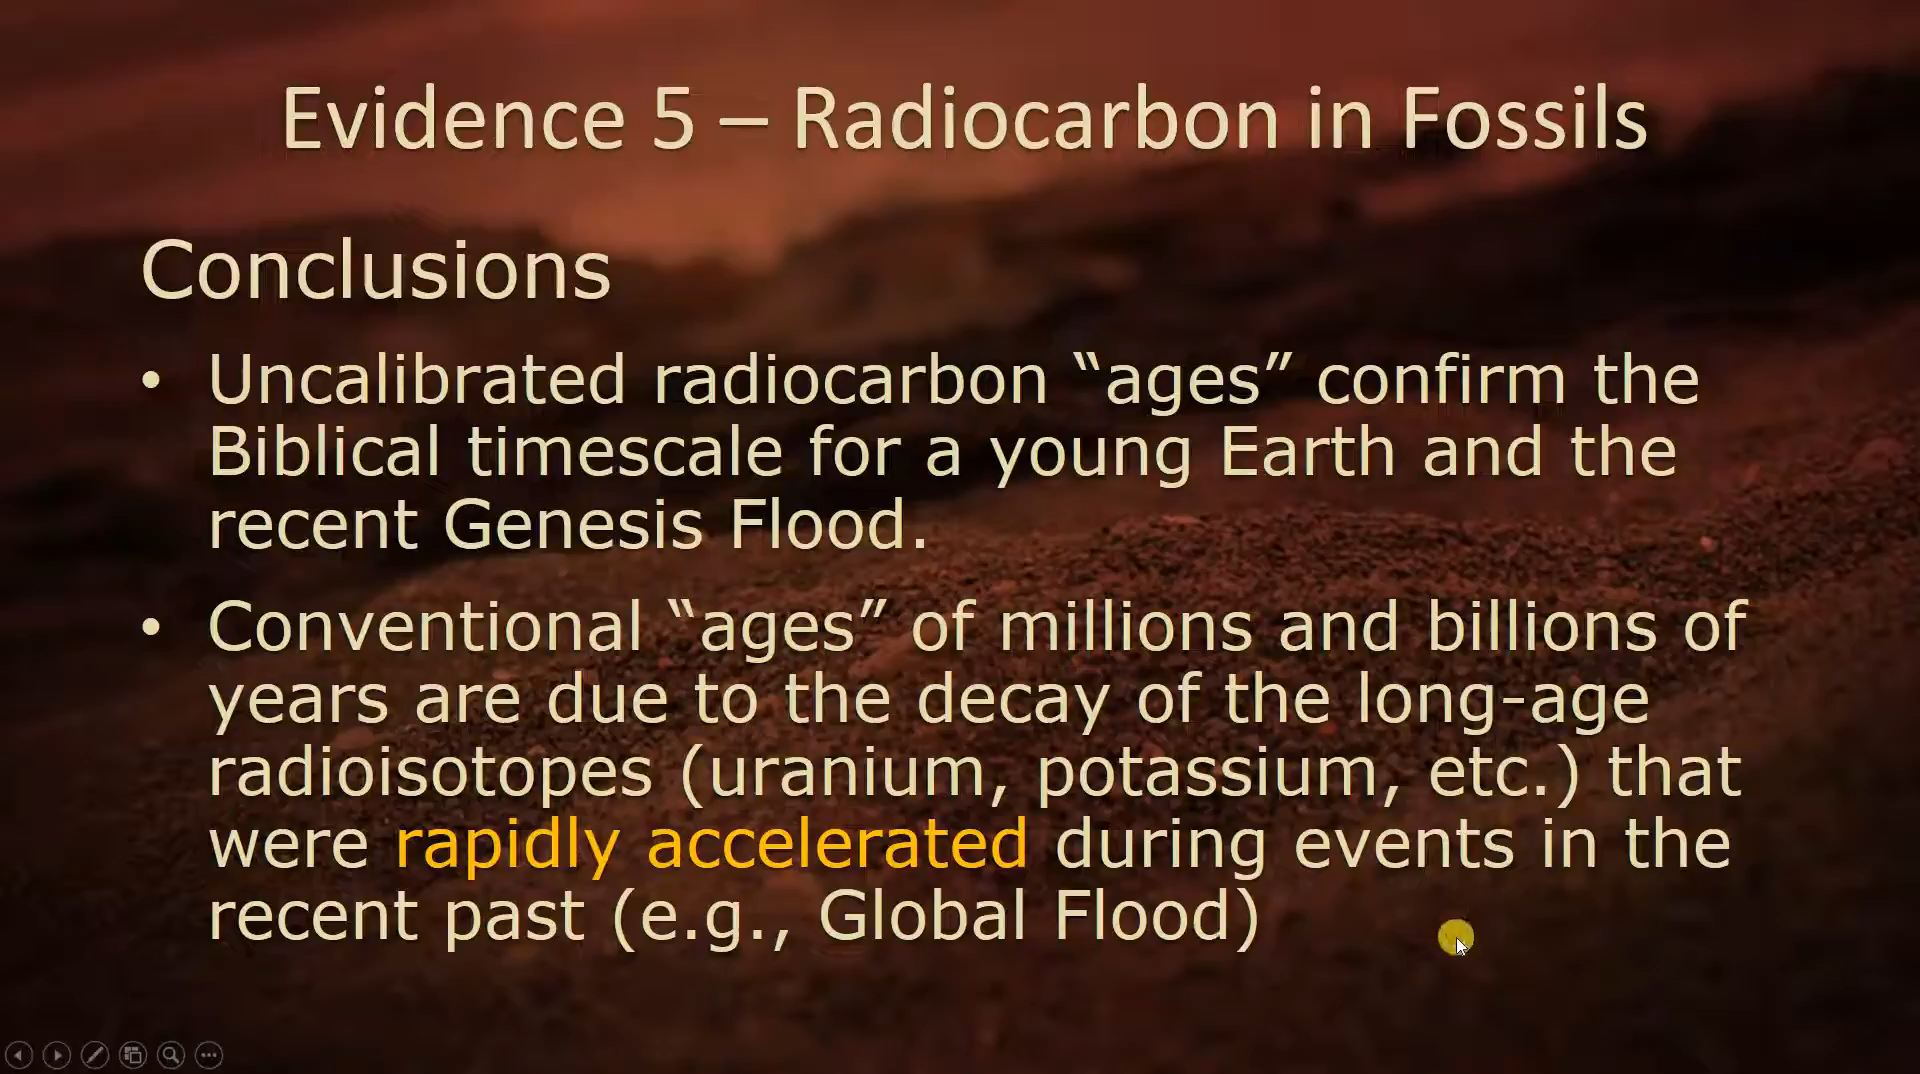 Evidence 5 – Radiocarbon in Fossils
Conclusions
• Uncalibrated radiocarbon “ages” confirm the
Biblical timescale for a young Earth and the
recent Genesis Flood.
• Conventional “ages” of millions and billions of
years are due to the decay of the long-age
radioisotopes (uranium, potassium, etc.) that
were rapidly accelerated during events in the
recent past (e.g., Global Flood)